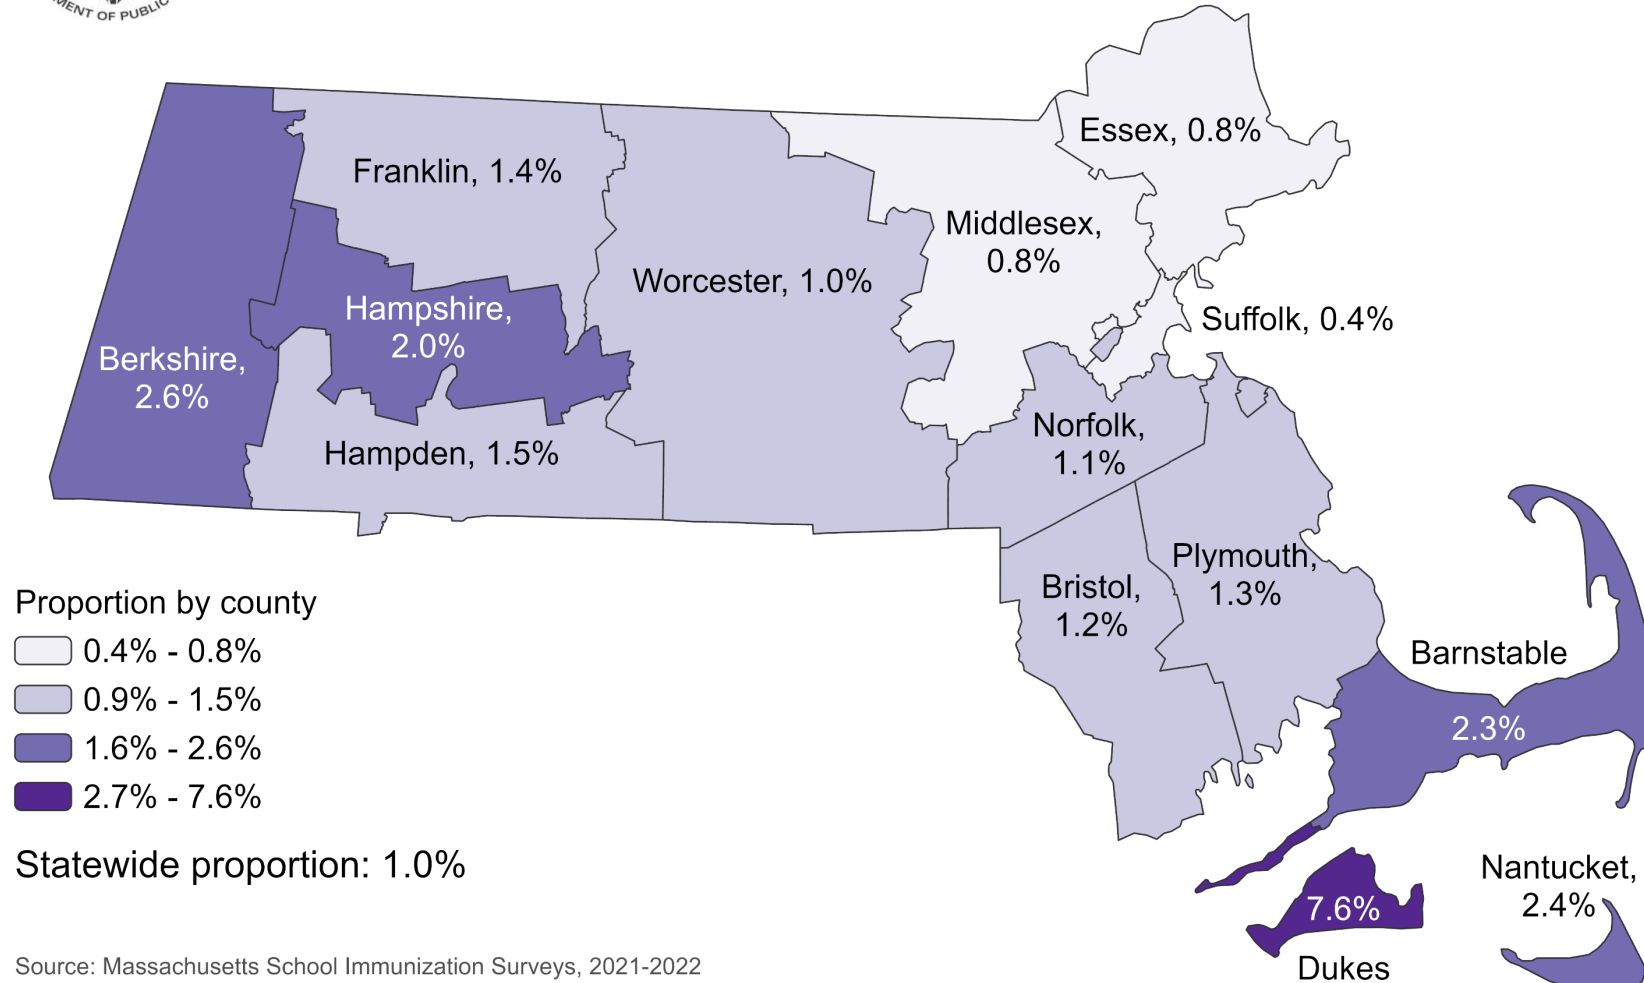 MENT OF PUBLIC
Essex, 0.8%
Franklin, 1.4%
Middlesex,
0.8%
Worcester, 1.0%
Hampshire,
2.0%
Suffolk, 0.4%
Berkshire,
2.6%
Norfolk,
1.1%
Hampden, 1.5%
Plymouth,
1.3%
Bristol,
1.2%
Barnstable
2.3%
Proportion by county
0.4% - 0.8%
0.9% - 1.5%
1.6% - 2.6%
2.7% - 7.6%
Statewide proportion: 1.0%
Nantucket,
2.4%
7.6%
Dukes
Source: Massachusetts School Immunization Surveys, 2021-2022